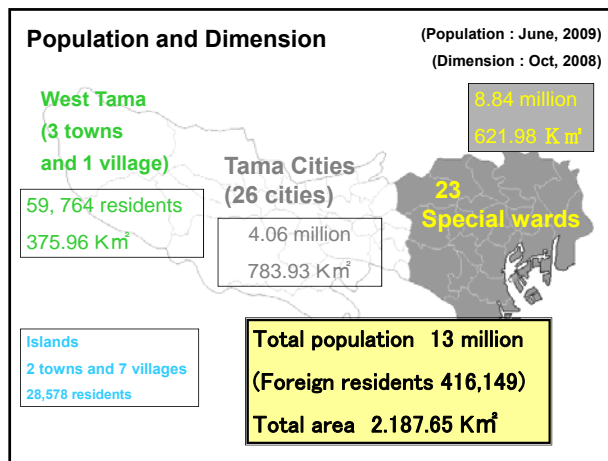 Population and Dimension
(Population : June, 2009)
(Dimension : Oct, 2008)
West Tama
(3 towns
and 1 village)
59, 764 residents
375.96 K㎡
Tama Cities
(26 cities)
4.06 million
783.93 K㎡
8.84 million
621.98 K㎡
23
Special wards
Islands
2 towns and 7 villages
28,578 residents
Total population 13 million
(Foreign residents 416,149)
Total area 2.187.65 K㎡